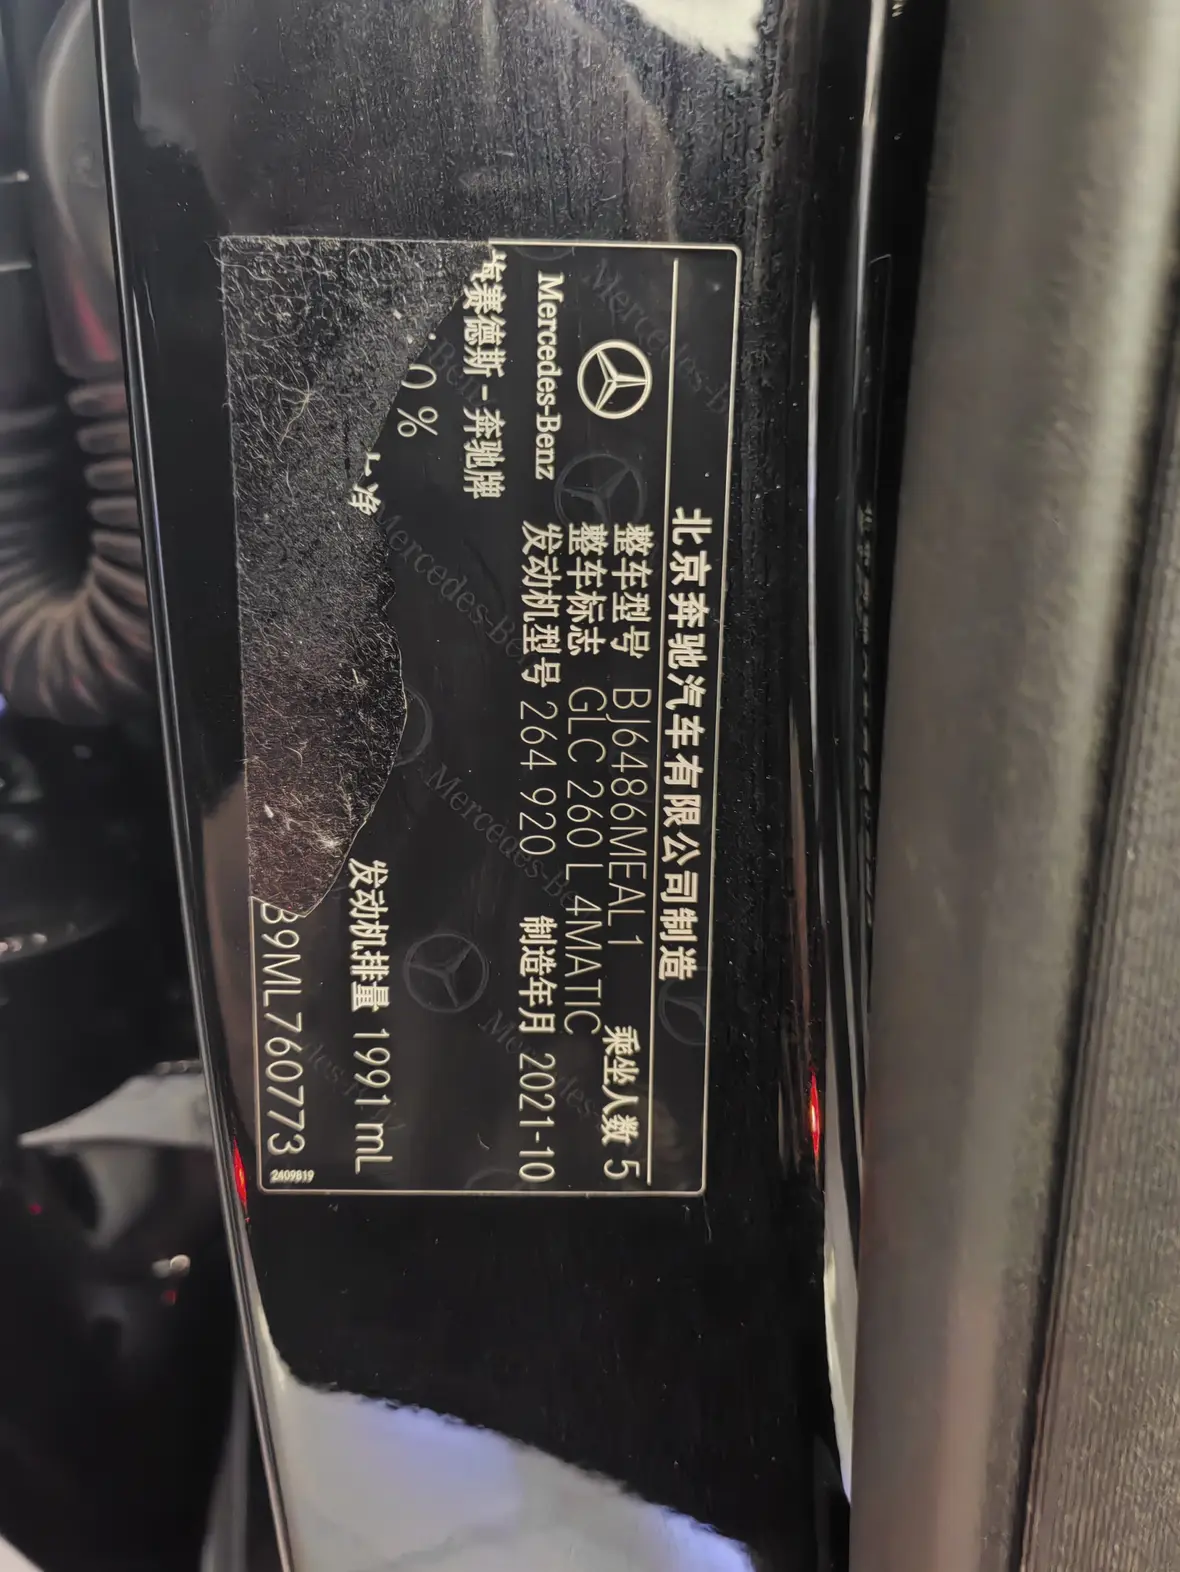 北京奔驰汽车有限公司制造
整车型号 BJ6486MEAL1 乘坐人数 5
整车标志 GLC 260 L 4MATIC
Mercedes-Benz
发动机型号 264 920 制造年月 2021-10
梅赛德斯-奔驰牌
0 %
净
发动机排量 1991 mL
B9ML760773
2409819